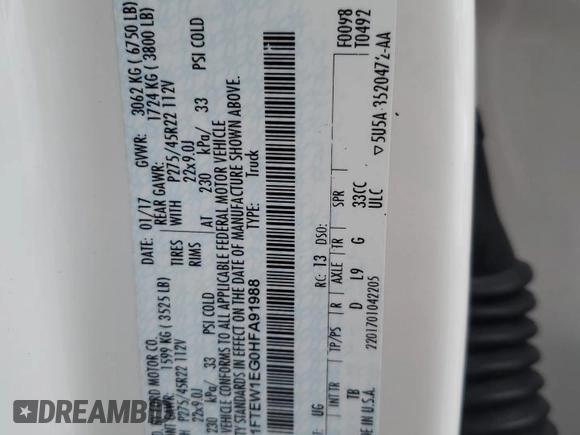 MOTOR CO.
DATE: 01/17 GVWR: 3062 KG ( 6750 LB)
1599 KG ( 3525 LB) REAR GAWR: 1724 KG ( 3800 LB)
P275/45R22 112V TIRES WITH P275/45R22 112V
22x9.0J RIMS 22x9.0J
230 kPa/ 33 PSI COLD AT 230 kPa/ 33 PSI COLD
VEHICLE CONFORMS TO ALL APPLICABLE FEDERAL MOTOR VEHICLE
STANDARDS IN EFFECT ON THE DATE OF MANUFACTURE SHOWN ABOVE.
1FTEW1EG0HFA91988 TYPE: Truck
F0098
T0492
UG RC: 13 DSO:
INT TR TP/PS R AXLE TR SPR
TB D L9 G 33CC
ULC
IN U.S.A. 2201701042205
▽5U5A-3520472-AA
DREAMBID